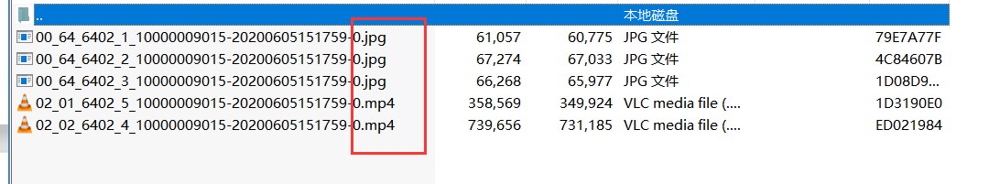 .. 本地磁盘
00_64_6402_1_10000009015-20200605151759-0.jpg 61,057 60,775 JPG 文件 79E7A77F
00_64_6402_2_10000009015-20200605151759-0.jpg 67,274 67,033 JPG 文件 4C84607B
00_64_6402_3_10000009015-20200605151759-0.jpg 66,268 65,977 JPG 文件 1D08D9...
02_01_6402_5_10000009015-20200605151759-0.mp4 358,569 349,924 VLC media file (.... 1D3190E0
02_02_6402_4_10000009015-20200605151759-0.mp4 739,656 731,185 VLC media file (.... ED021984